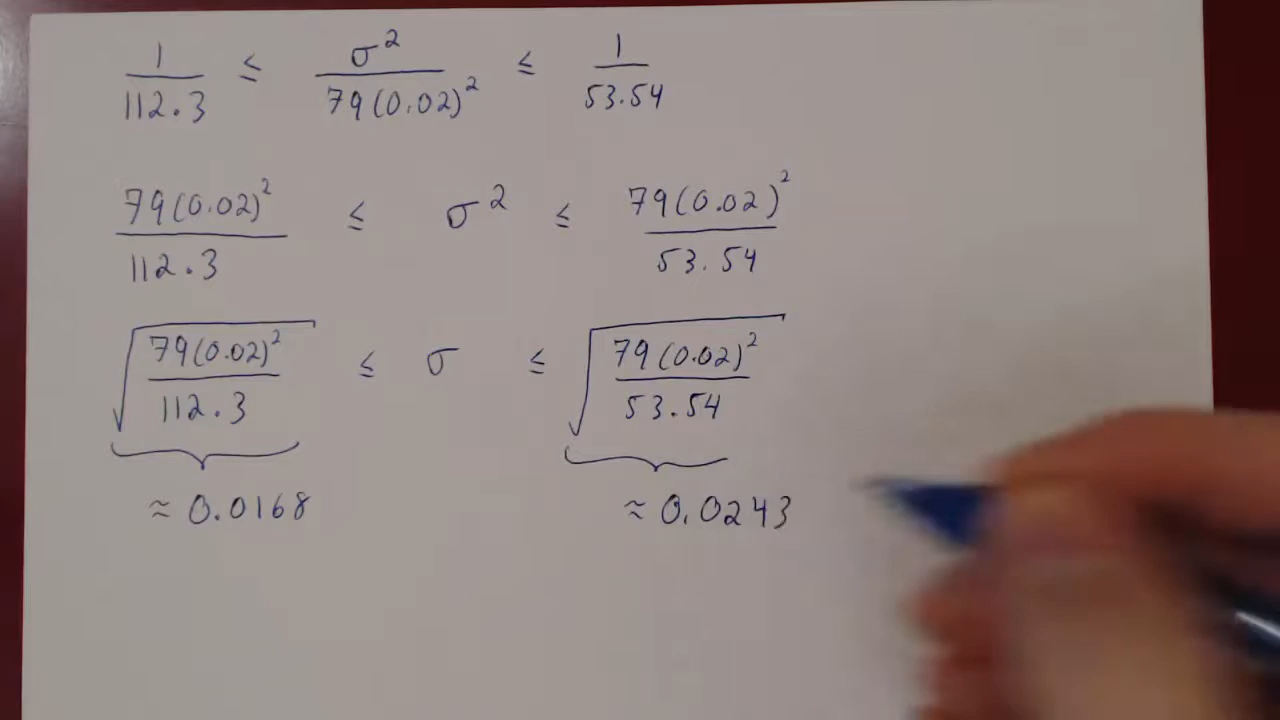 1/112.3 ≤ σ²/79(0.02)² ≤ 1/53.54
79(0.02)²/112.3 ≤ σ² ≤ 79(0.02)²/53.54
√(79(0.02)²/112.3) ≤ σ ≤ √(79(0.02)²/53.54)
≈ 0.0168 ≈ 0.0243